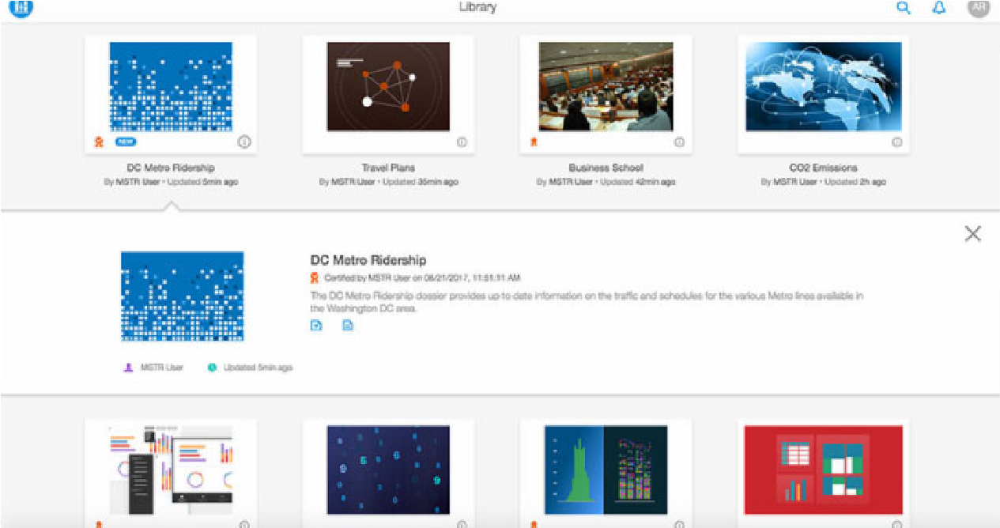 Library
AR
NEW
DC Metro Ridership
By MSTR User • Updated 5min ago
Travel Plans
By MSTR User • Updated 35min ago
Business School
By MSTR User • Updated 42min ago
CO2 Emissions
By MSTR User • Updated 2h ago
DC Metro Ridership
Certified by MSTR User on 08/21/2017, 11:51:11 AM
The DC Metro Ridership dossier provides up to date information on the traffic and schedules for the various Metro lines available in
the Washington DC area.
MSTR User
Updated 5min ago